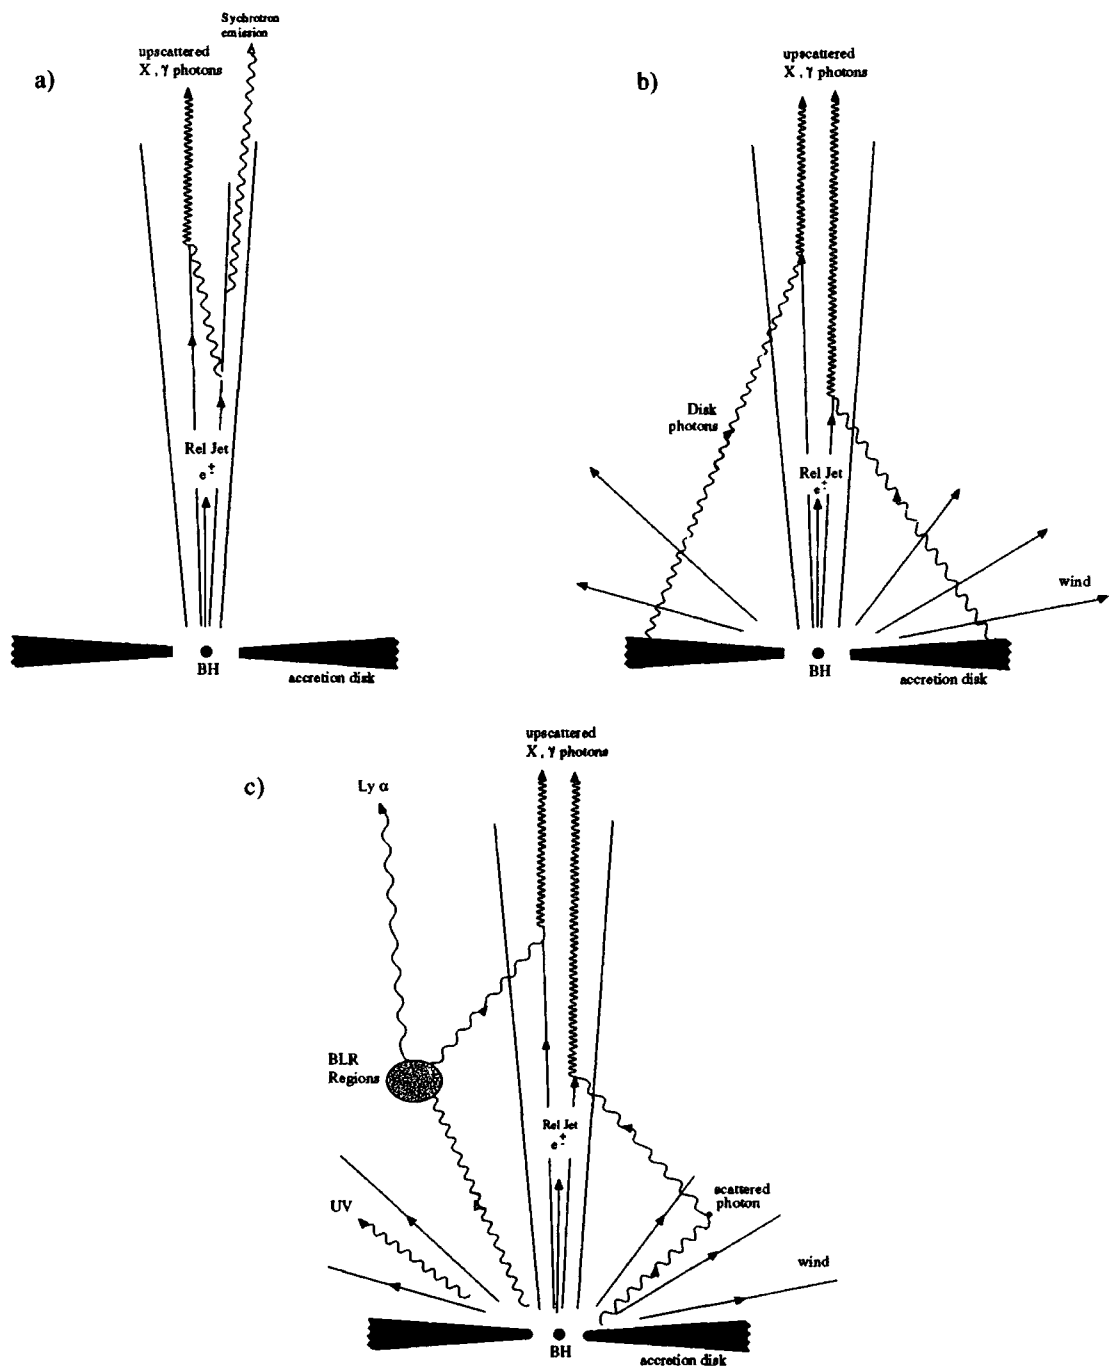 Sychrotron
emission
upscattered
X , γ photons
a)
Rel Jet
e±
BH
accretion disk
upscattered
X , γ photons
b)
Disk
photons
Rel Jet
e±
wind
BH
accretion disk
upscattered
X , γ photons
c)
Ly α
BLR
Regions
Rel Jet
e±
scattered
photon
UV
wind
BH
accretion disk